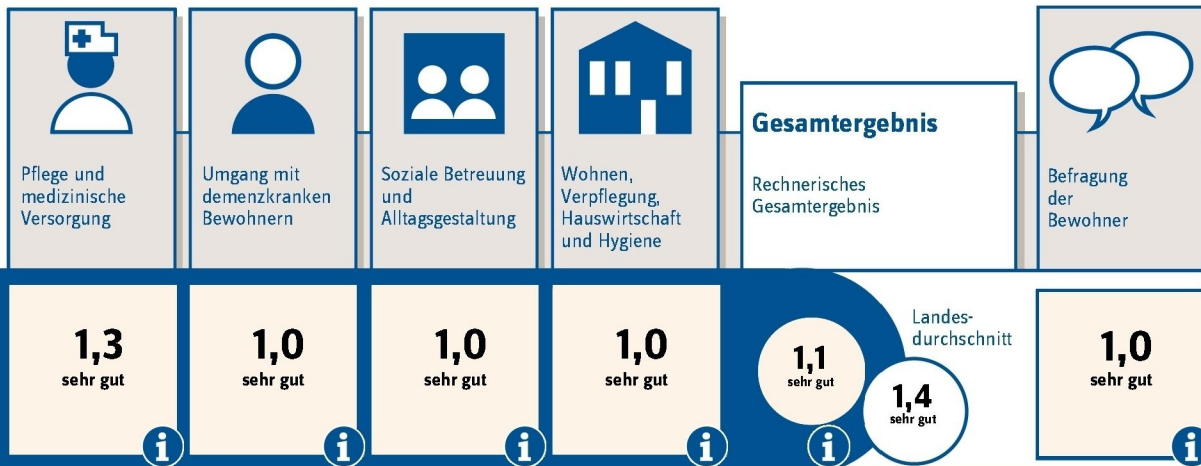 Pflege und
medizinische
Versorgung
Umgang mit
demenzkranken
Bewohnern
Soziale Betreuung
und
Alltagsgestaltung
Wohnen,
Verpflegung,
Hauswirtschaft
und Hygiene
Gesamtergebnis
Rechnerisches
Gesamtergebnis
Befragung
der
Bewohner
1,3
sehr gut
i
1,0
sehr gut
i
1,0
sehr gut
i
1,0
sehr gut
i
1,1
sehr gut
i
Landes-
durchschnitt
1,4
sehr gut
1,0
sehr gut
i